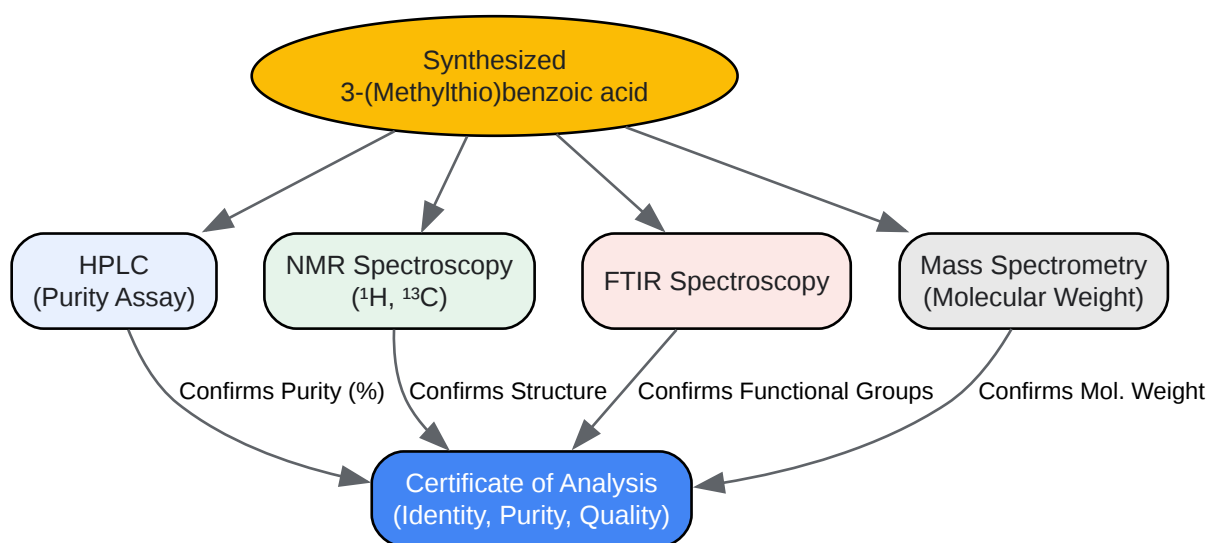 Synthesized
3-(Methylthio)benzoic acid
HPLC
(Purity Assay)
NMR Spectroscopy
(¹H, ¹³C)
FTIR Spectroscopy
Mass Spectrometry
(Molecular Weight)
Confirms Purity (%)
Confirms Structure
Confirms Functional Groups
Confirms Mol. Weight
Certificate of Analysis
(Identity, Purity, Quality)